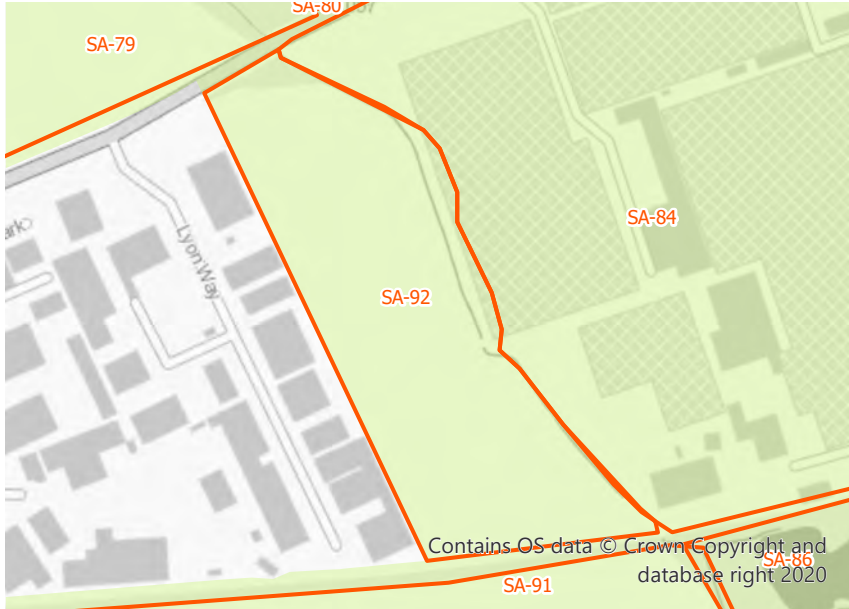 SA-80
SA-79
SA-84
Lyon Way
SA-92
Contains OS data © Crown Copyright and
database right 2020
SA-86
SA-91